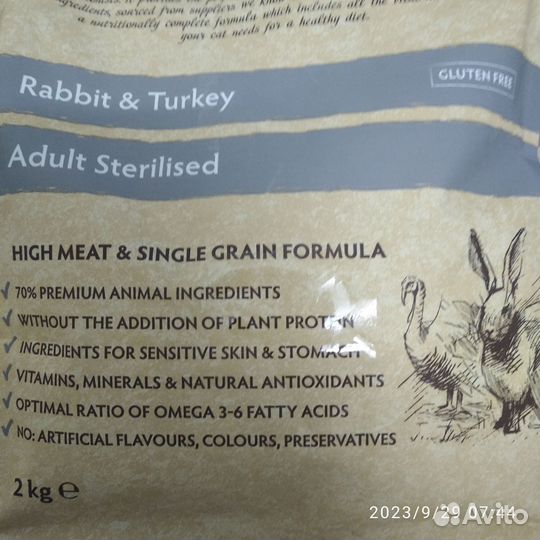 ingredients, sourced from suppliers we know
a nutritionally complete formula which includes all the
your cat needs for a healthy diet.
GLUTEN FREE
Rabbit & Turkey
Adult Sterilised
HIGH MEAT & SINGLE GRAIN FORMULA
✓ 70% PREMIUM ANIMAL INGREDIENTS
✓ WITHOUT THE ADDITION OF PLANT PROTEIN
✓ INGREDIENTS FOR SENSITIVE SKIN & STOMACH
✓ VITAMINS, MINERALS & NATURAL ANTIOXIDANTS
✓ OPTIMAL RATIO OF OMEGA 3-6 FATTY ACIDS
✓ NO: ARTIFICIAL FLAVOURS, COLOURS, PRESERVATIVES
2 kg ℮
2023/9/29 07:44
Avito